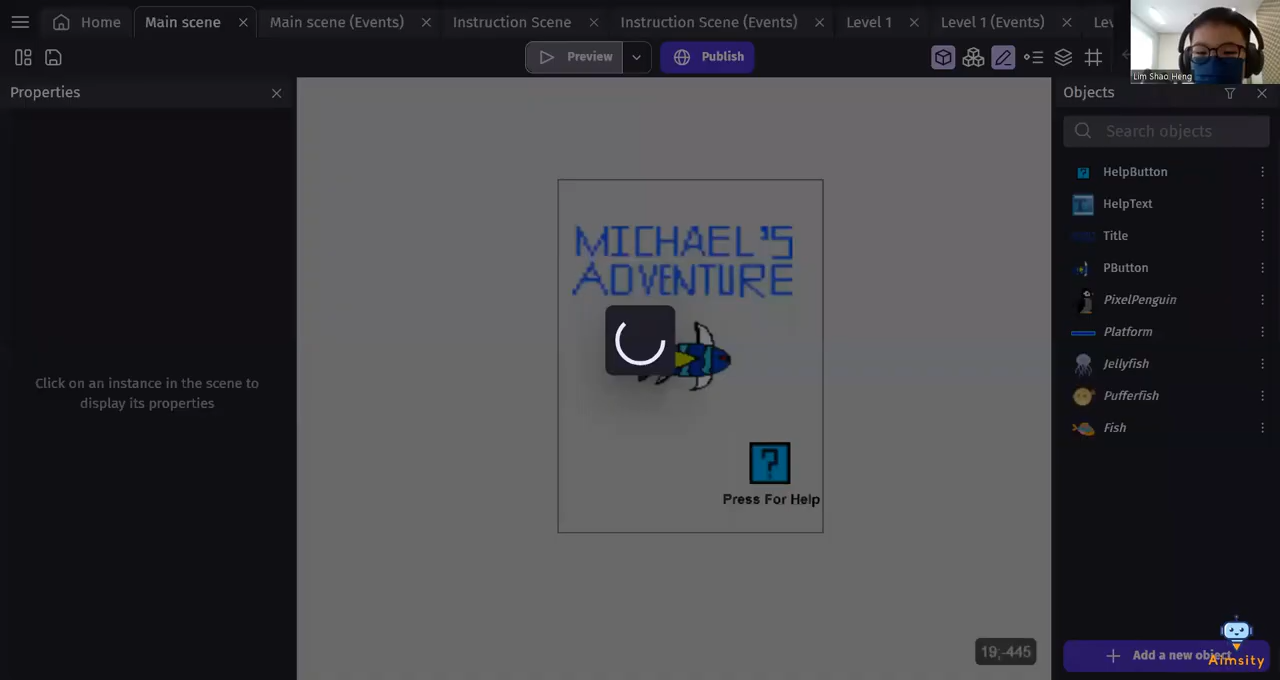 Home
Main scene
Main scene (Events)
Instruction Scene
Instruction Scene (Events)
Level 1
Level 1 (Events)
Lev
Lim Shao Heng
Preview
Publish
Properties
Objects
Search objects
HelpButton
HelpText
Title
PButton
PixelPenguin
Platform
Jellyfish
Pufferfish
Fish
Click on an instance in the scene to
display its properties
MICHAEL'S
ADVENTURE
?
Press For Help
19;-445
Add a new object
Aimsity